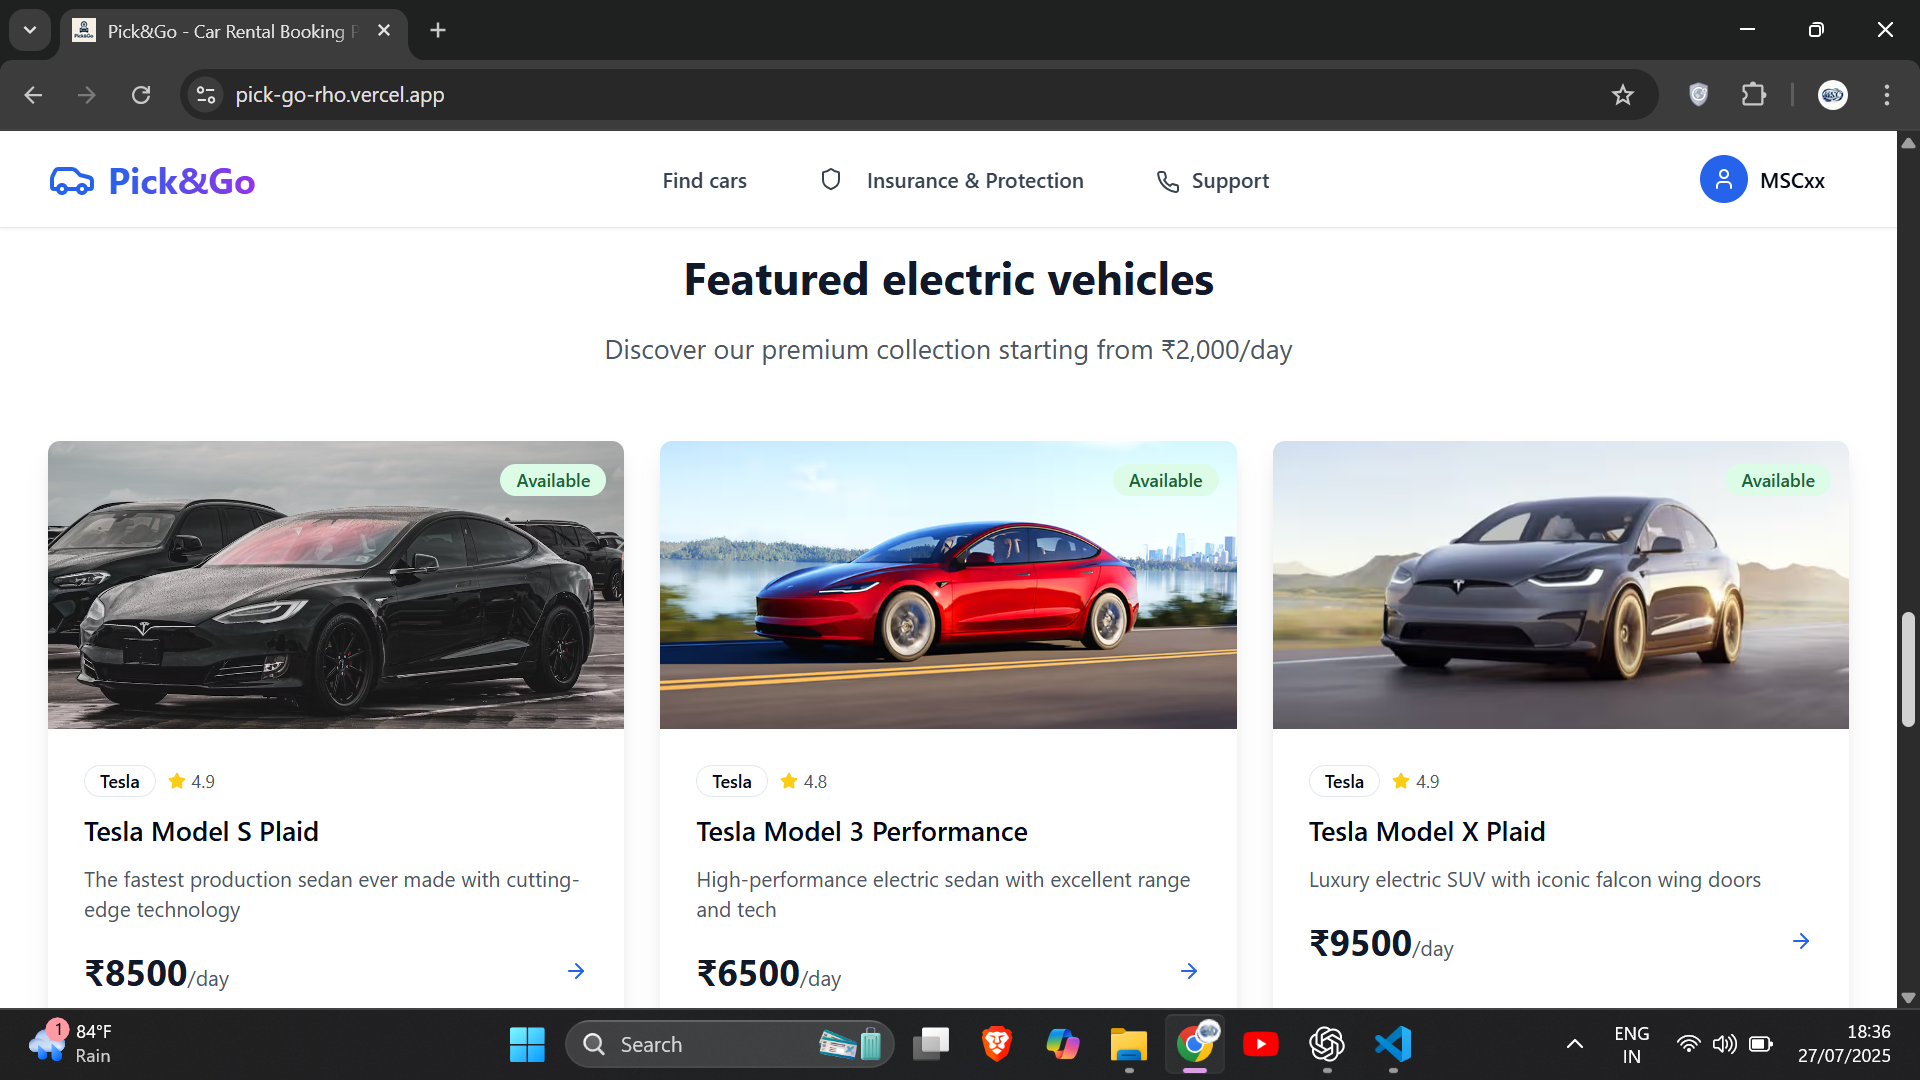 Pick&Go - Car Rental Booking P
pick-go-rho.vercel.app
Pick&Go
Find cars
Insurance & Protection
Support
MSCxx
Featured electric vehicles
Discover our premium collection starting from ₹2,000/day
Available
Available
Available
Tesla
4.9
Tesla Model S Plaid
The fastest production sedan ever made with cutting-
edge technology
₹8500/day
Tesla
4.8
Tesla Model 3 Performance
High-performance electric sedan with excellent range
and tech
₹6500/day
Tesla
4.9
Tesla Model X Plaid
Luxury electric SUV with iconic falcon wing doors
₹9500/day
1
84°F
Rain
Search
ENG
IN
18:36
27/07/2025